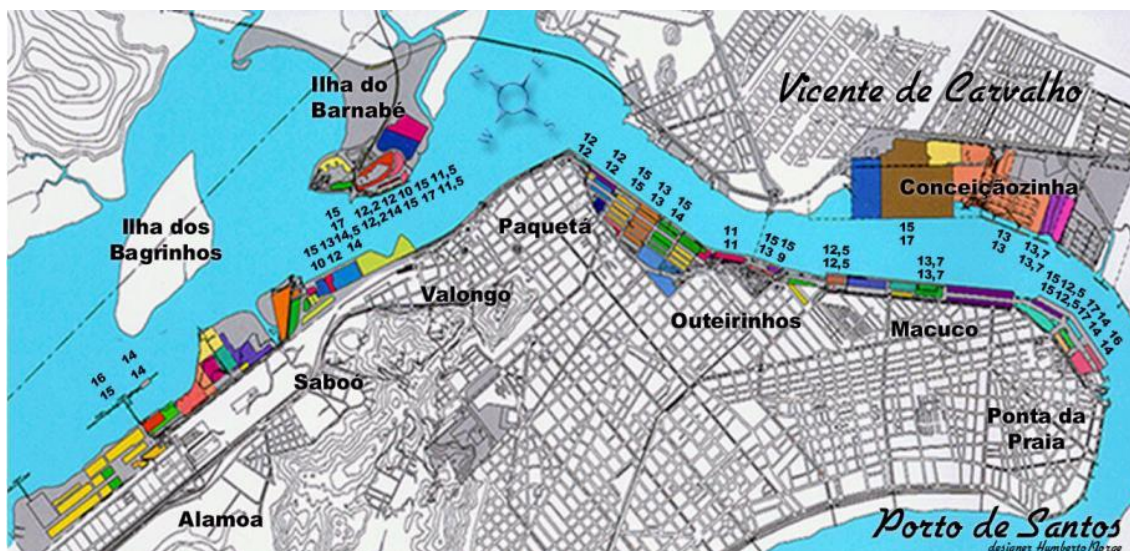 Vicente de Carvalho
Ilha do
Barnabé
Conceiçãozinha
Ilha dos
Bagrinhos
Paquetá
Valongo
Outeirinhos
Macuco
Saboó
Ponta da
Praia
Alamoa
Porto de Santos
designer Humberto
N
L
S
W
16 14
15 14
15
17 12,2 12 10 15 11,5
15 13 14,5 12,2 14 15 17 11,5
10 12 14
12 12 15 13 15
12 12 15 13 14
11
11
15 15
13 9
12,5
12,5
13,7
13,7
15
17
13 13,7
13 13,7
15 12,5 17 14 16
15 12,5 17 14 14